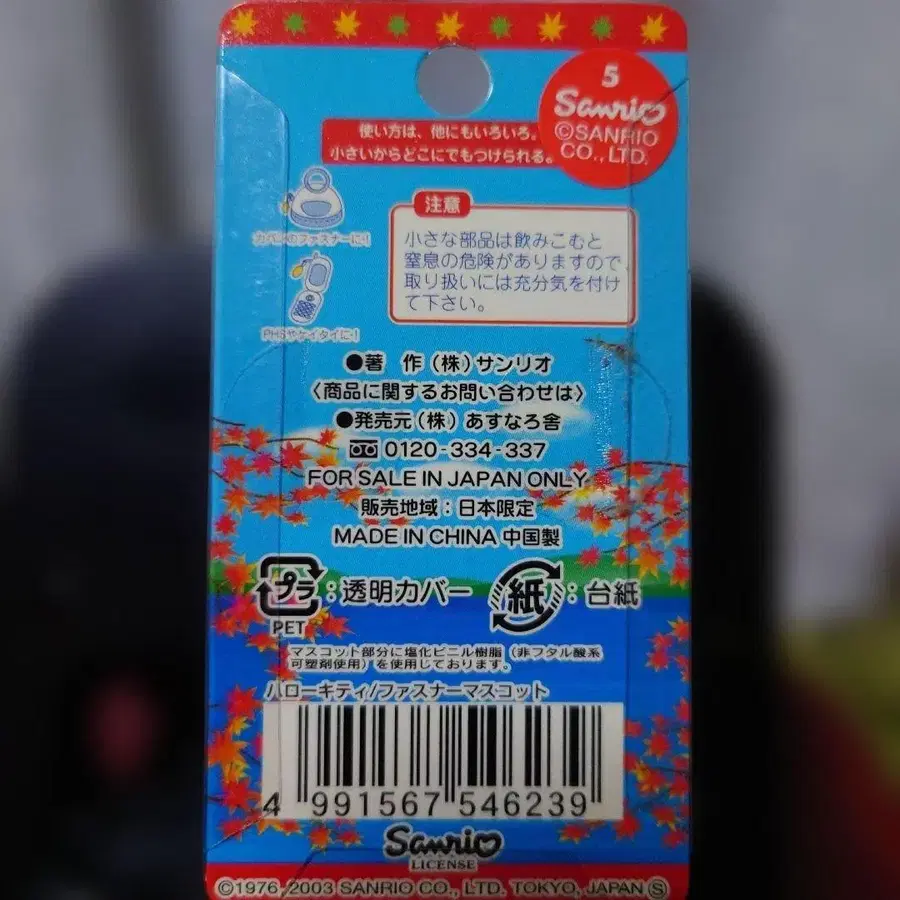 5
Sanrio
©SANRIO
CO., LTD.
使い方は、他にもいろいろ。
小さいからどこにでもつけられる。
カバンのファスナーに!
PHSやケイタイに!
注意
小さな部品は飲みこむと
窒息の危険がありますので、
取り扱いには充分気を付け
て下さい。
●著 作 (株) サンリオ
〈商品に関するお問い合わせは〉
●発売元 (株) あすなろ舎
0120-334-337
FOR SALE IN JAPAN ONLY
販売地域:日本限定
MADE IN CHINA 中国製
プラ:透明カバー 紙:台紙
PET
マスコット部分に塩化ビニル樹脂(非フタル酸系
可塑剤使用)を使用しております。
ハローキティ/ファスナーマスコット
4 991567 546239
Sanrio
LICENSE
©1976, 2003 SANRIO CO., LTD. TOKYO, JAPAN Ⓢ